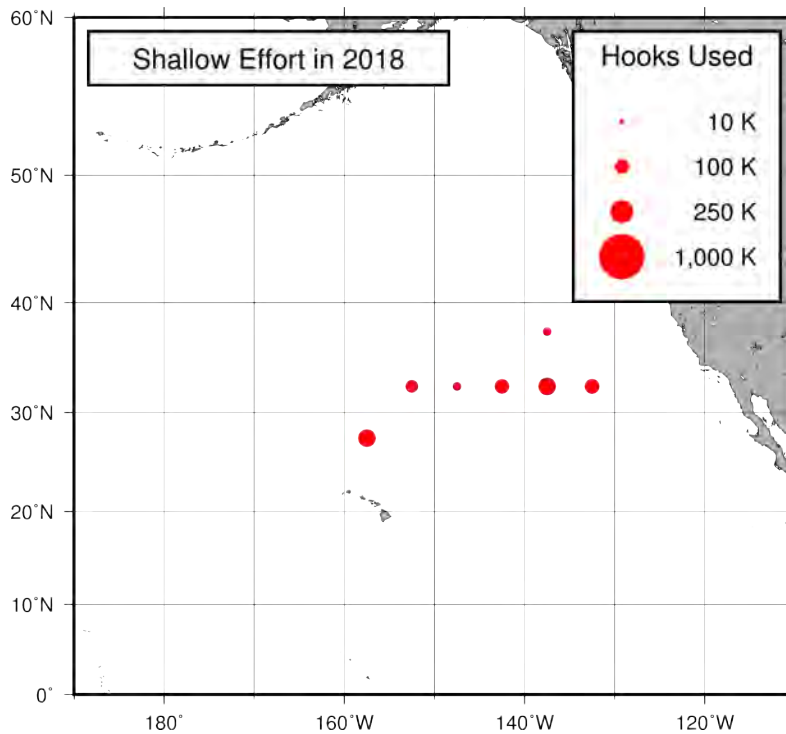 60˚N
Shallow Effort in 2018
Hooks Used
10 K
100 K
250 K
1,000 K
50˚N
40˚N
30˚N
20˚N
10˚N
0˚
180˚
160˚W
140˚W
120˚W